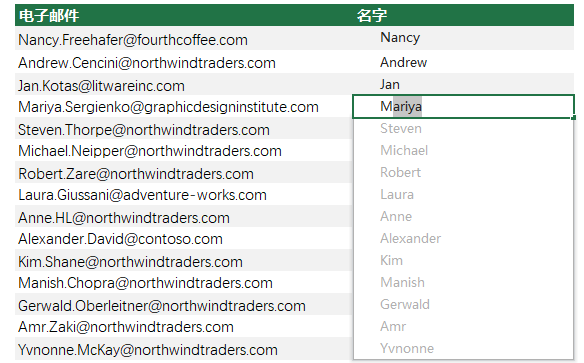 电子邮件 名字
Nancy.Freehafer@fourthcoffee.com Nancy
Andrew.Cencini@northwindtraders.com Andrew
Jan.Kotas@litwareinc.com Jan
Mariya.Sergienko@graphicdesigninstitute.com Mariya
Steven.Thorpe@northwindtraders.com Steven
Michael.Neipper@northwindtraders.com Michael
Robert.Zare@northwindtraders.com Robert
Laura.Giussani@adventure-works.com Laura
Anne.HL@northwindtraders.com Anne
Alexander.David@contoso.com Alexander
Kim.Shane@northwindtraders.com Kim
Manish.Chopra@northwindtraders.com Manish
Gerwald.Oberleitner@northwindtraders.com Gerwald
Amr.Zaki@northwindtraders.com Amr
Yvnonne.McKay@northwindtraders.com Yvnonne